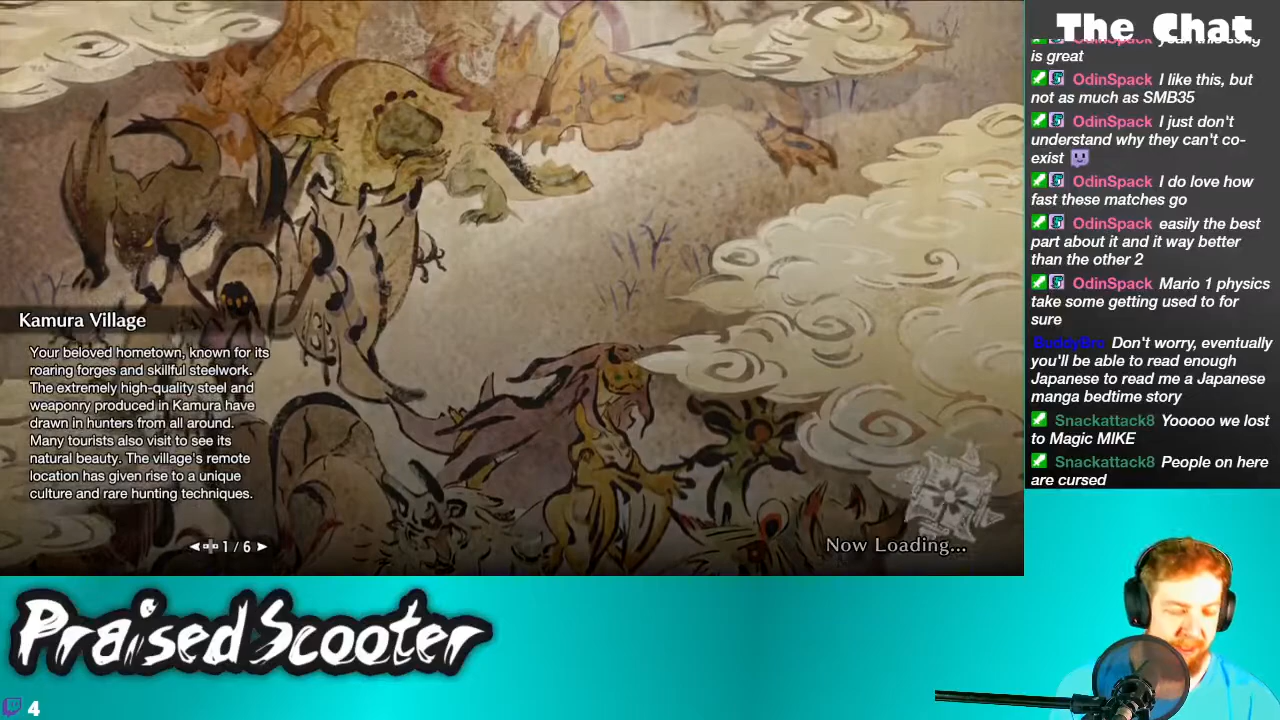 The Chat
OdinSpack yeah this song
is great
OdinSpack I like this, but
not as much as SMB35
OdinSpack I just don't
understand why they can't co-
exist
OdinSpack I do love how
fast these matches go
OdinSpack easily the best
part about it and it way better
than the other 2
OdinSpack Mario 1 physics
take some getting used to for
sure
BuddyBro Don't worry, eventually
you'll be able to read enough
Japanese to read me a Japanese
manga bedtime story
Snackattack8 Yooooo we lost
to Magic MIKE
Snackattack8 People on here
are cursed
Kamura Village
Your beloved hometown, known for its
roaring forges and skillful steelwork.
The extremely high-quality steel and
weaponry produced in Kamura have
drawn in hunters from all around.
Many tourists also visit to see its
natural beauty. The village's remote
location has given rise to a unique
culture and rare hunting techniques.
1 / 6
Now Loading...
Praised Scooter
4